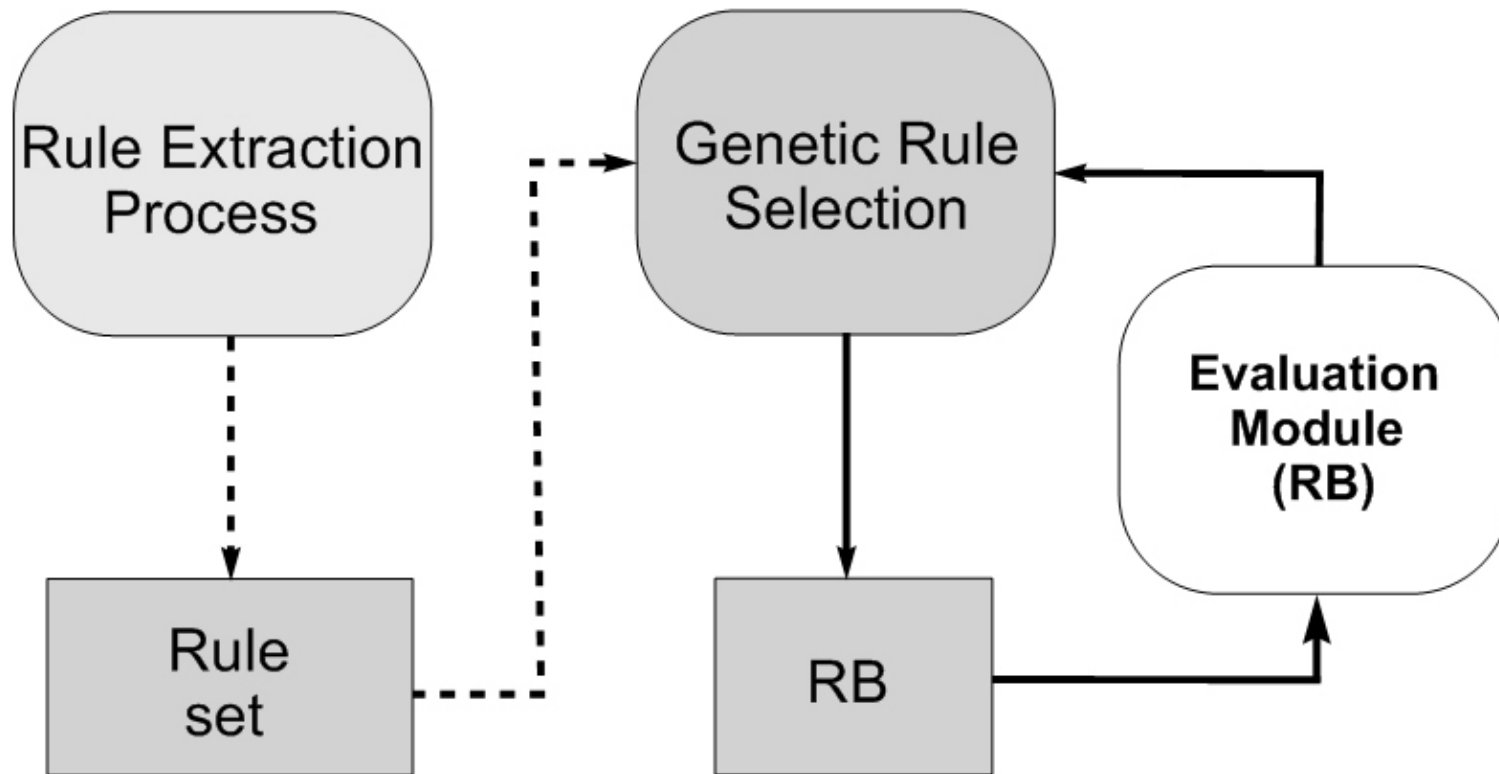 Rule Extraction
Process
Genetic Rule
Selection
Evaluation
Module
(RB)
Rule
set
RB